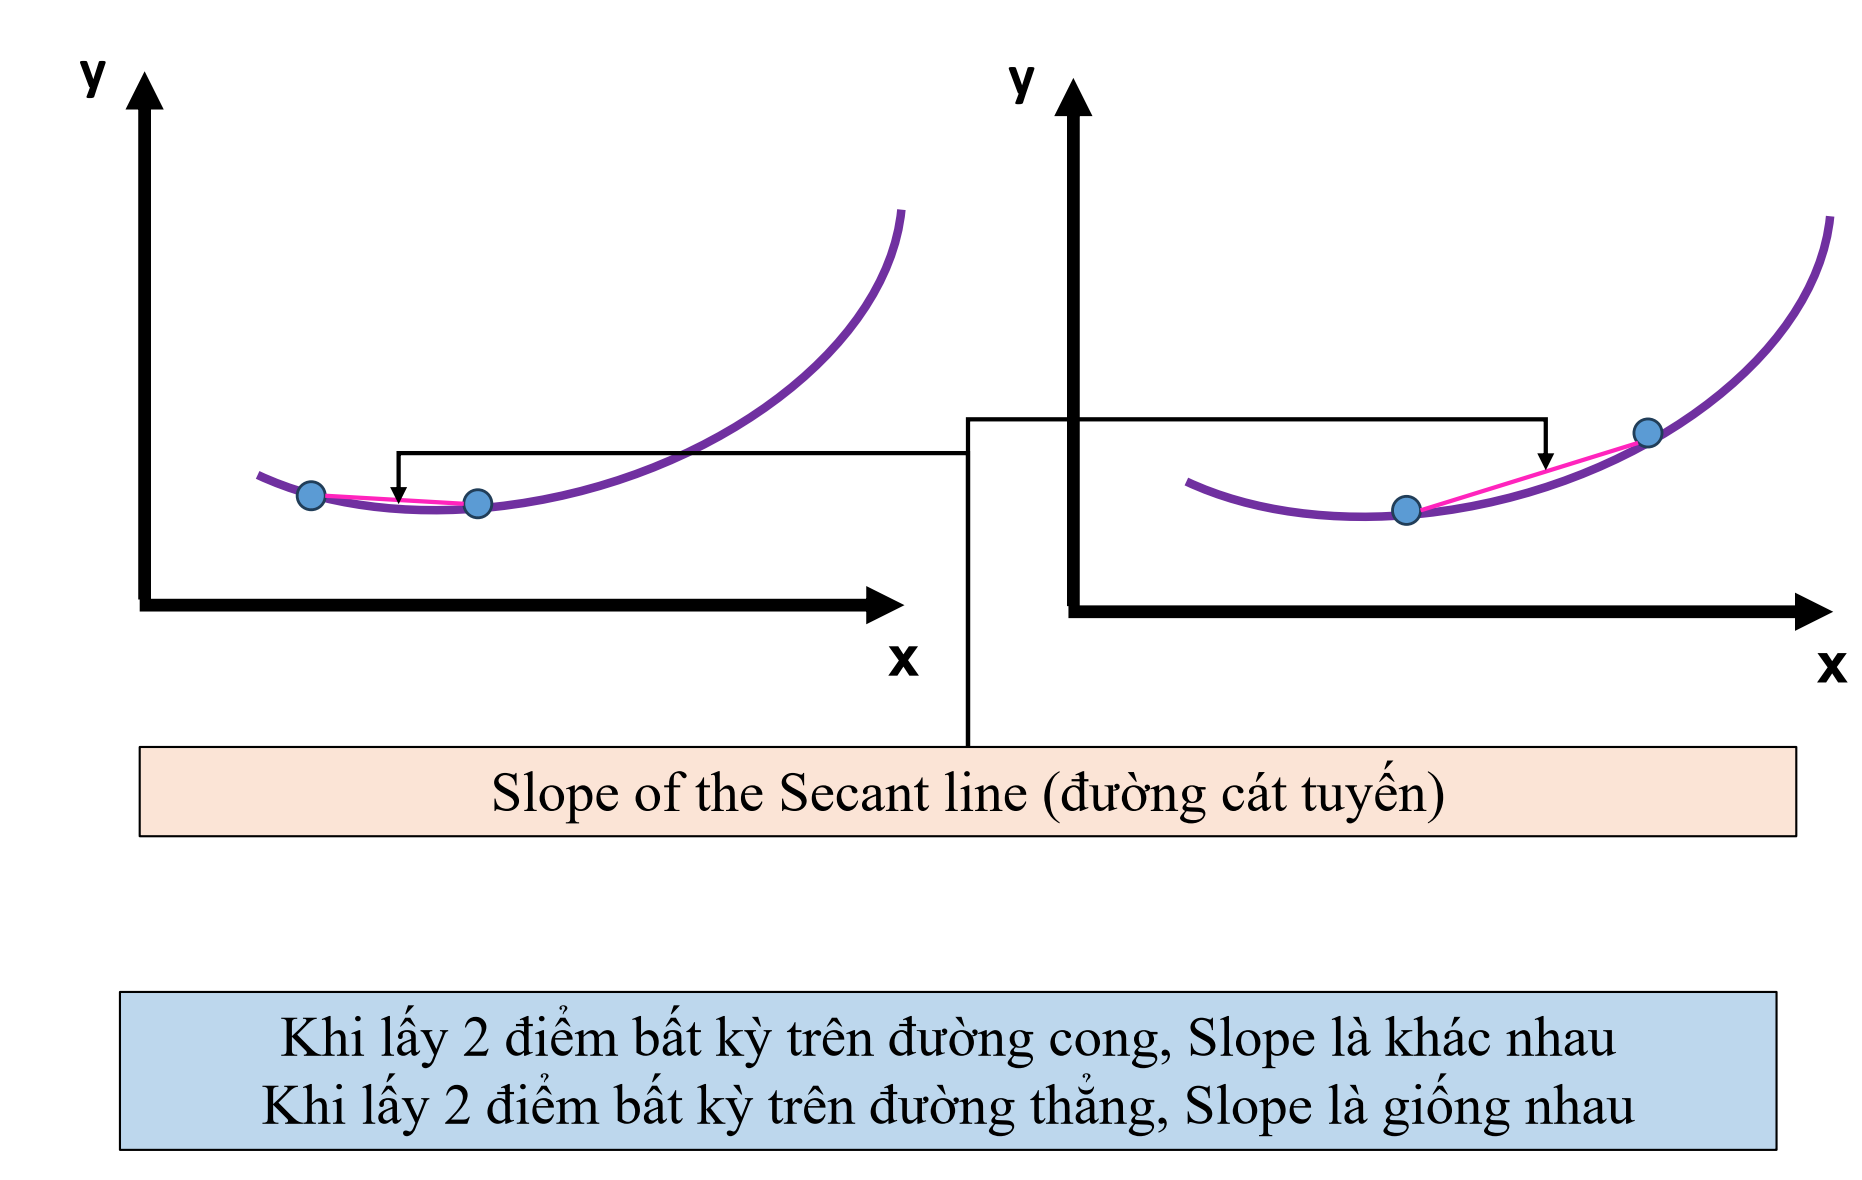 y
y
x
x
Slope of the Secant line (đường cát tuyến)
Khi lấy 2 điểm bất kỳ trên đường cong, Slope là khác nhau
Khi lấy 2 điểm bất kỳ trên đường thẳng, Slope là giống nhau